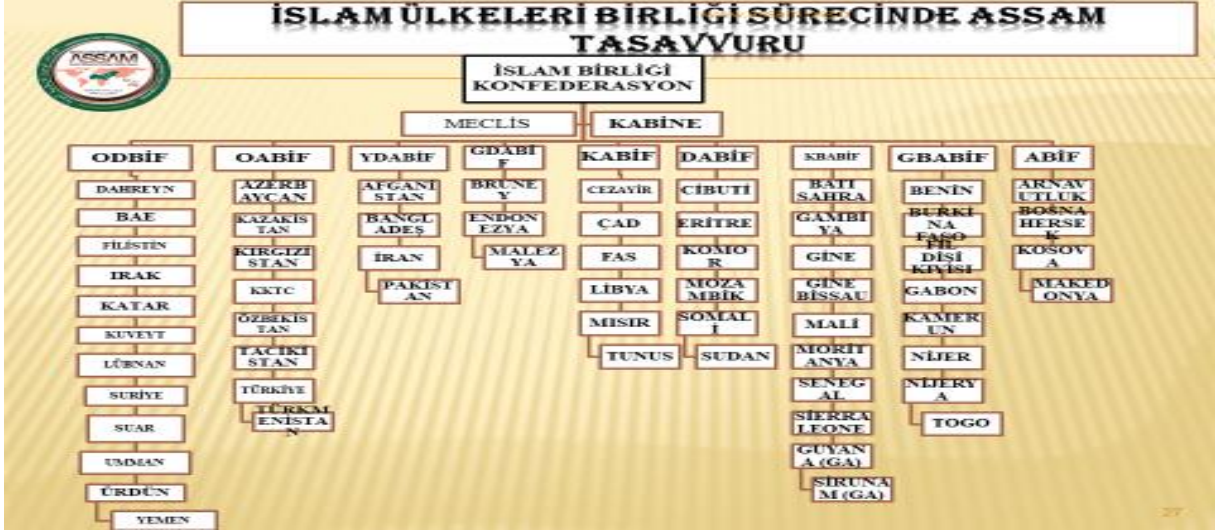 İSLAM ÜLKELERİ BİRLİĞİ SÜRECİNDE ASSAM
TASAVVURU
ASSAM
İSLAM BİRLİĞİ
KONFEDERASYON
MECLİS
KABİNE
ODBİF
DAHREYN
BAE
FİLİSTİN
IRAK
KATAR
KUVEYT
LÜBNAN
SURİYE
SUAR
UMMAN
ÜRDÜN
YEMEN
OABİF
AZERB
AYCAN
KAZAKİS
TAN
KIRGIZİ
STAN
KKTC
ÖZBEKİS
TAN
TACİKİ
STAN
TÜRKİYE
TÜRKM
ENİSTA
N
YDABİF
AFGANİ
STAN
BANGL
ADEŞ
İRAN
PAKİST
AN
GDABİ
F
BRUNE
Y
ENDON
EZYA
MALEZ
YA
KABİF
CEZAYİR
ÇAD
FAS
LİBYA
MISIR
TUNUS
DABİF
CİBUTİ
ERİTRE
KOMO
R
MOZA
MBİK
SOMAL
İ
SUDAN
KBABİF
BATI
SAHRA
GAMBİ
YA
GİNE
GİNE
BİSSAU
MALİ
MORİT
ANYA
SENEG
AL
SİERRA
LEONE
GUYAN
A (GA)
SİRUNA
M (GA)
GBABİF
BENİN
BURKİ
NA
FASO
FİL
DİŞİ
KIYISI
GABON
KAMER
UN
NİJER
NİJERY
A
TOGO
ABİF
ARNAV
UTLUK
BOSNA
HERSE
K
KOSOV
A
MAKED
ONYA
27